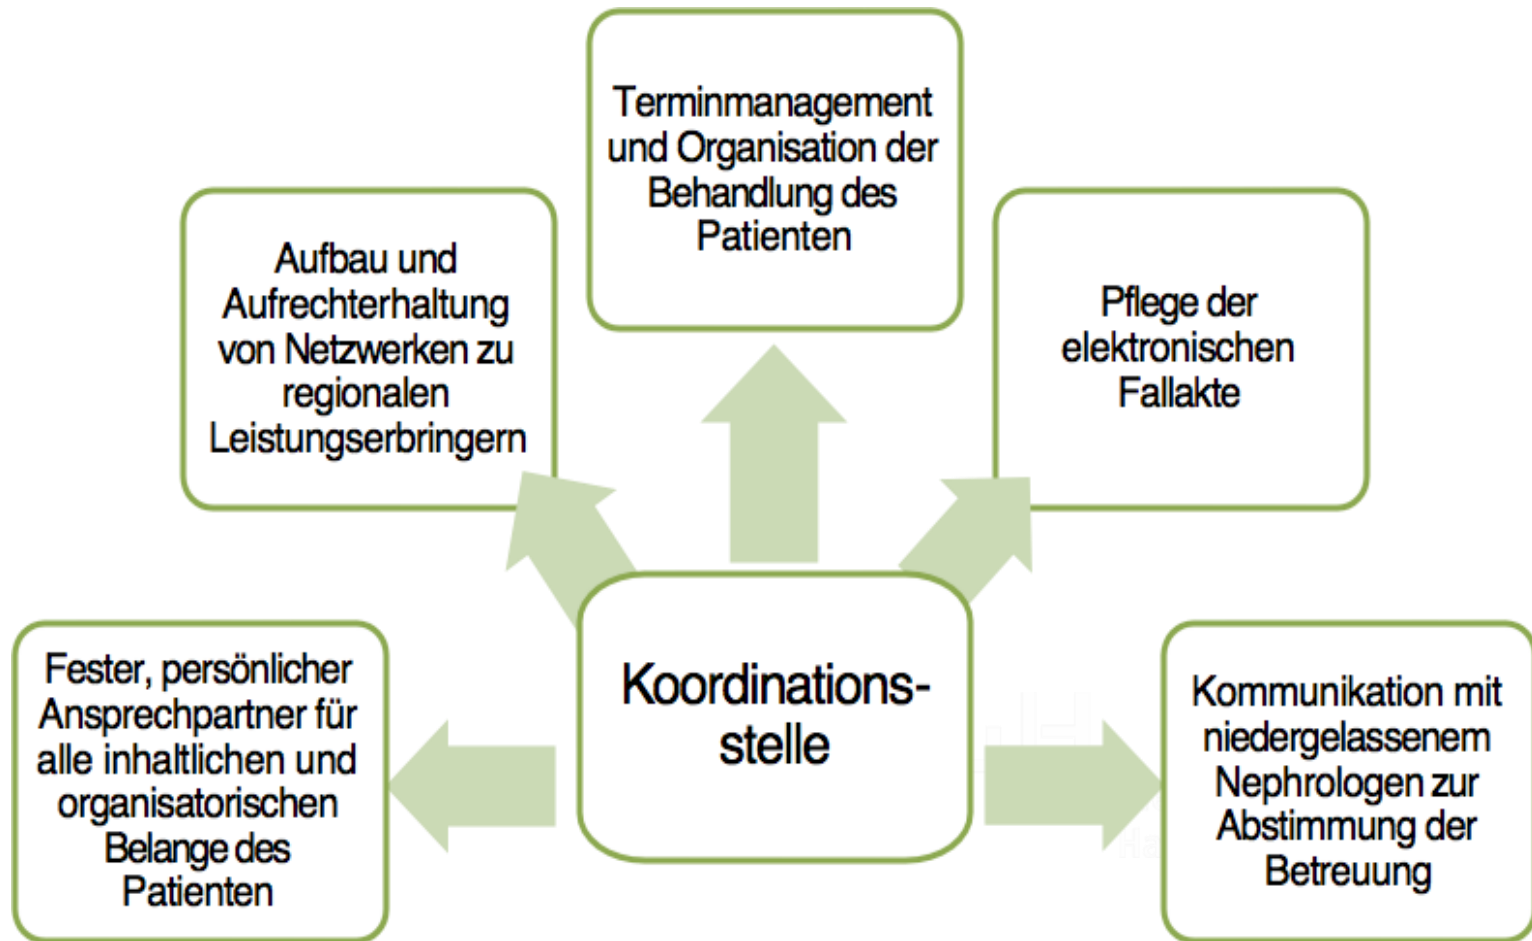 Terminmanagement
und Organisation der
Behandlung des
Patienten
Aufbau und
Aufrechterhaltung
von Netzwerken zu
regionalen
Leistungserbringern
Pflege der
elektronischen
Fallakte
Fester, persönlicher
Ansprechpartner für
alle inhaltlichen und
organisatorischen
Belange des
Patienten
Koordinations-
stelle
Kommunikation mit
niedergelassenem
Nephrologen zur
Abstimmung der
Betreuung